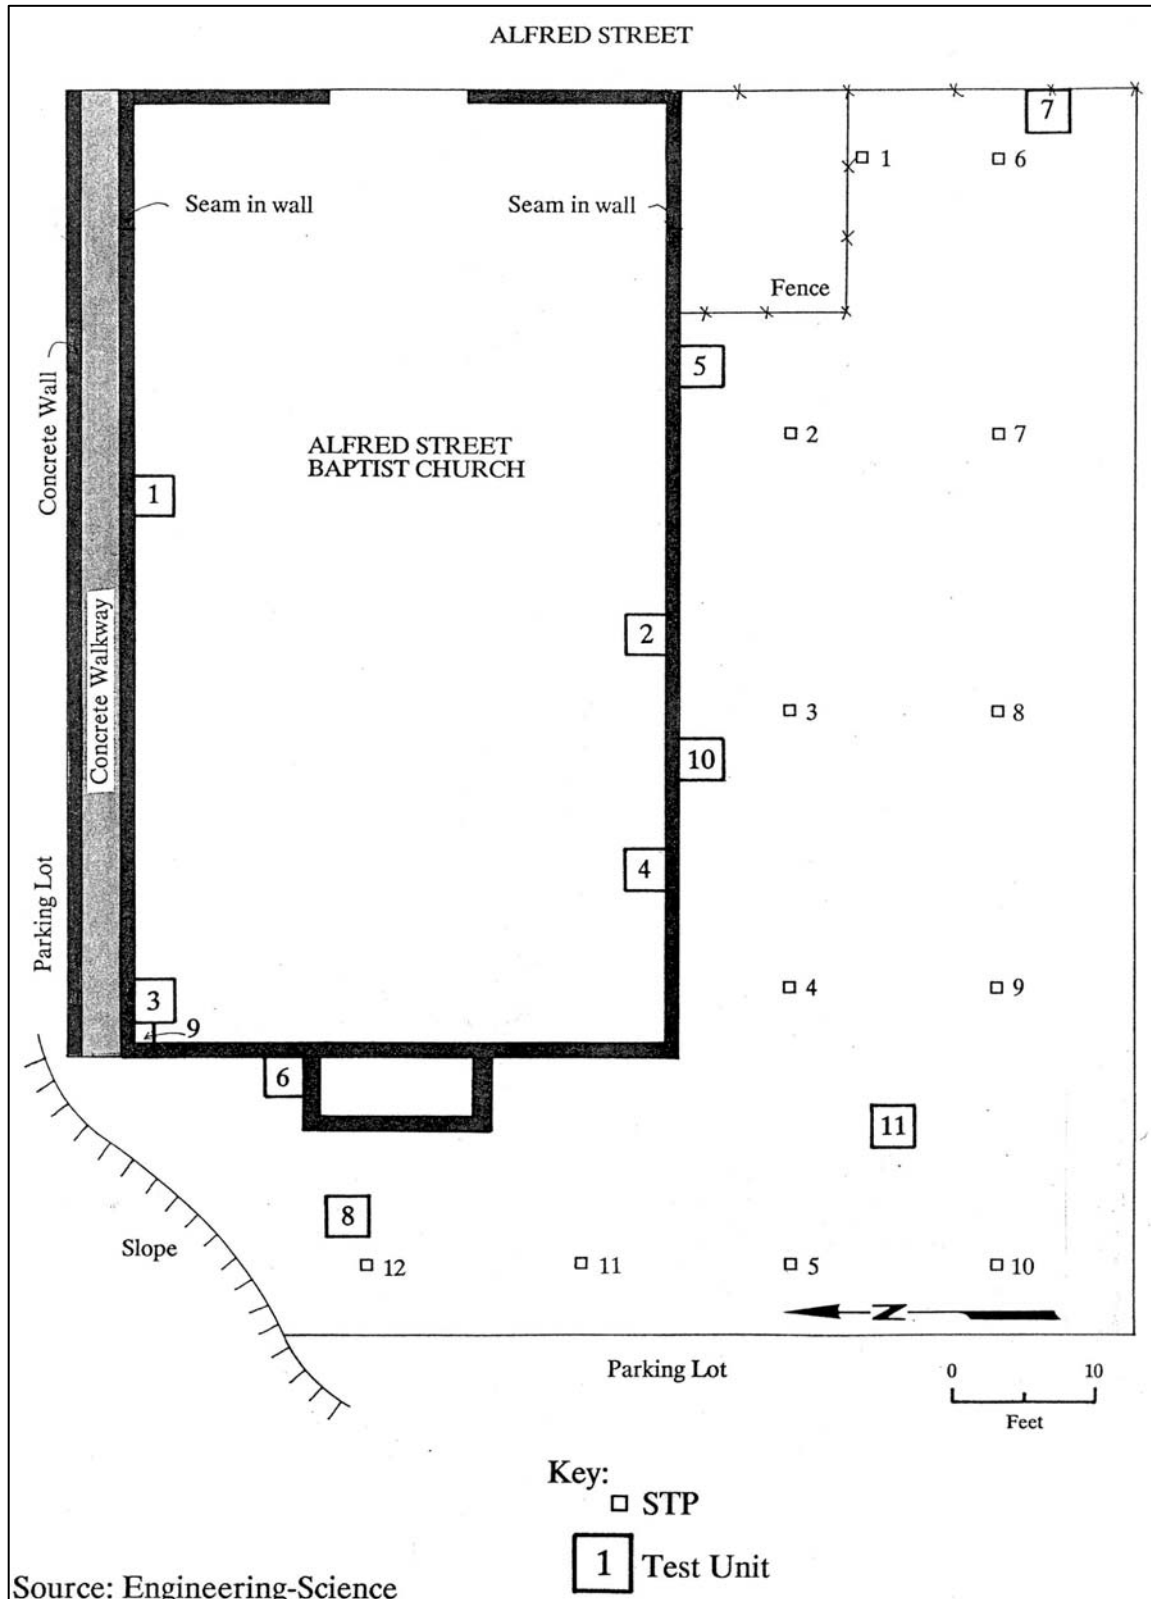 ALFRED STREET
7
1
6
Seam in wall
Seam in wall
Fence
5
Concrete Wall
2
7
ALFRED STREET
BAPTIST CHURCH
1
Concrete Walkway
2
3
8
10
4
Parking Lot
3
4
9
9
6
11
8
Slope
12
11
5
10
N
Parking Lot
0 10
Feet
Key:
STP
1 Test Unit
Source: Engineering-Science